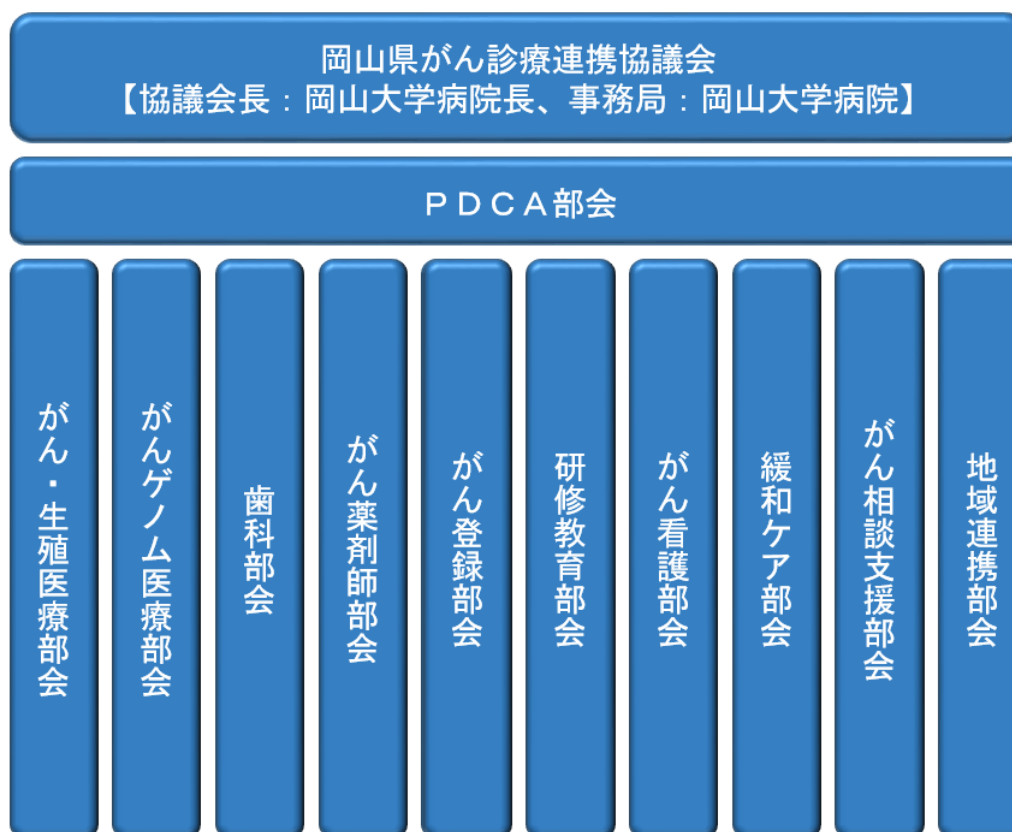 岡山県がん診療連携協議会
【協議会長：岡山大学病院長、事務局：岡山大学病院】
ＰＤＣＡ部会
がん・生殖医療部会
がんゲノム医療部会
歯科部会
がん薬剤師部会
がん登録部会
研修教育部会
がん看護部会
緩和ケア部会
がん相談支援部会
地域連携部会